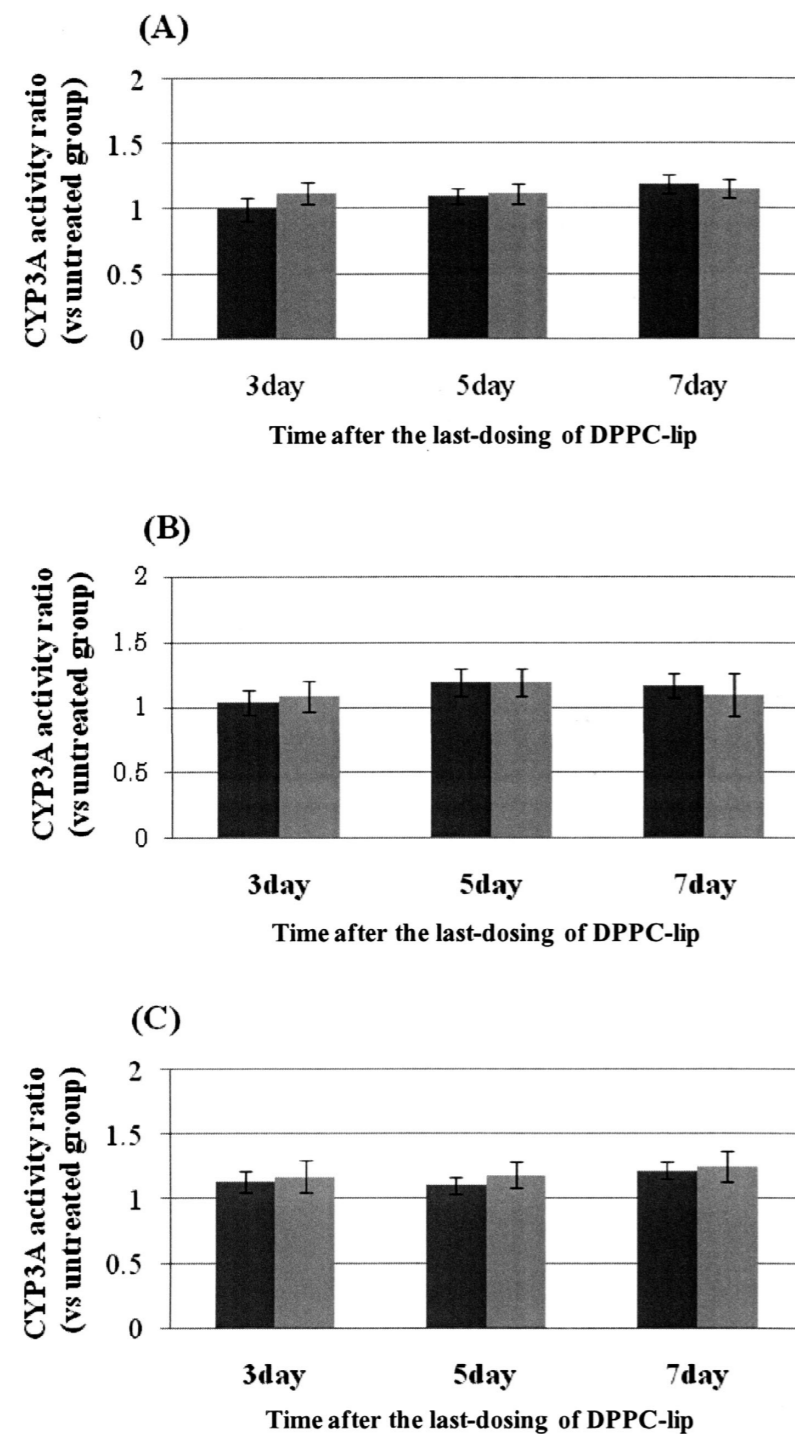 (A)
CYP3A activity ratio
(vs untreated group)
2
1.5
1
0.5
0
3day 5day 7day
Time after the last-dosing of DPPC-lip
(B)
CYP3A activity ratio
(vs untreated group)
2
1.5
1
0.5
0
3day 5day 7day
Time after the last-dosing of DPPC-lip
(C)
CYP3A activity ratio
(vs untreated group)
2
1.5
1
0.5
0
3day 5day 7day
Time after the last-dosing of DPPC-lip